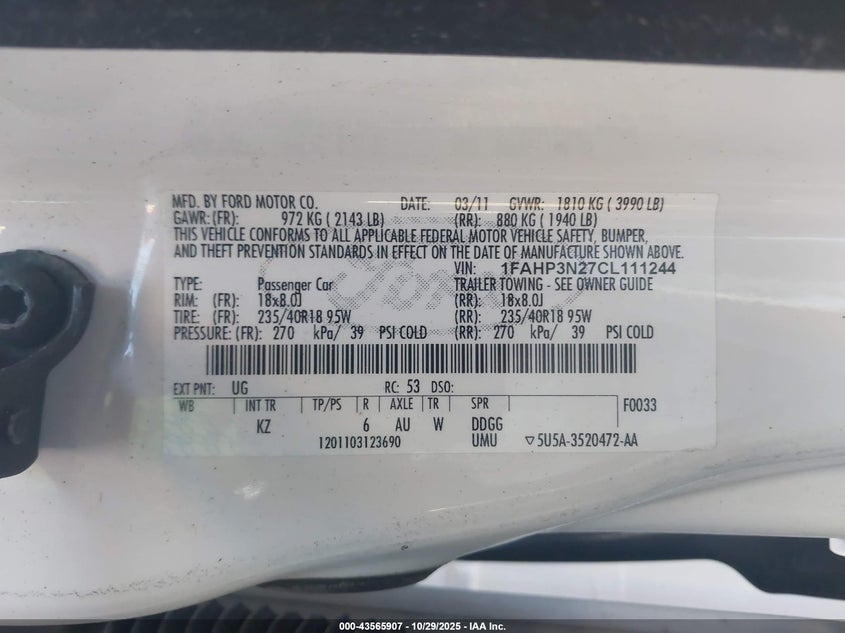 MFD. BY FORD MOTOR CO. DATE: 03/11 GVWR: 1810 KG ( 3990 LB)
GAWR: (FR): 972 KG ( 2143 LB) (RR): 880 KG ( 1940 LB)
THIS VEHICLE CONFORMS TO ALL APPLICABLE FEDERAL MOTOR VEHICLE SAFETY, BUMPER,
AND THEFT PREVENTION STANDARDS IN EFFECT ON THE DATE OF MANUFACTURE SHOWN ABOVE.
VIN: 1FAHP3N27CL111244
TYPE: Passenger Car TRAILER TOWING - SEE OWNER GUIDE
RIM: (FR): 18x8.0J (RR): 18x8.0J
TIRE: (FR): 235/40R18 95W (RR): 235/40R18 95W
PRESSURE: (FR): 270 kPa/ 39 PSI COLD (RR): 270 kPa/ 39 PSI COLD
EXT PNT: UG RC: 53 DSO:
WB INT TR TP/PS R AXLE TR SPR F0033
KZ 6 AU W DDGG
1201103123690 UMU ▽5U5A-3520472-AA
000-43565907 - 10/29/2025 - IAA Inc.